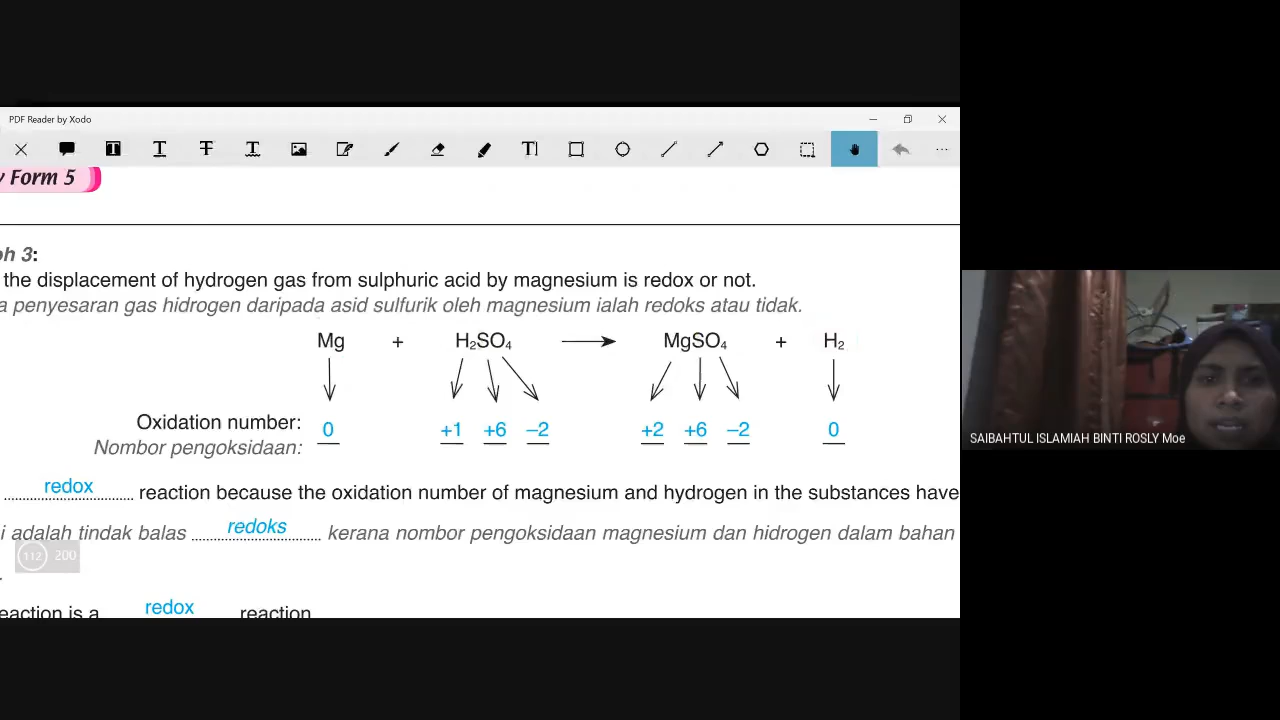 PDF Reader by Xodo
y Form 5
oh 3:
the displacement of hydrogen gas from sulphuric acid by magnesium is redox or not.
a penyesaran gas hidrogen daripada asid sulfurik oleh magnesium ialah redoks atau tidak.
Mg + H₂SO₄ → MgSO₄ + H₂
Oxidation number: 0 +1 +6 –2 +2 +6 –2 0
Nombor pengoksidaan:
redox reaction because the oxidation number of magnesium and hydrogen in the substances have
i adalah tindak balas redoks kerana nombor pengoksidaan magnesium dan hidrogen dalam bahan
112 200
eaction is a redox reaction
SAIBAHTUL ISLAMIAH BINTI ROSLY Moe